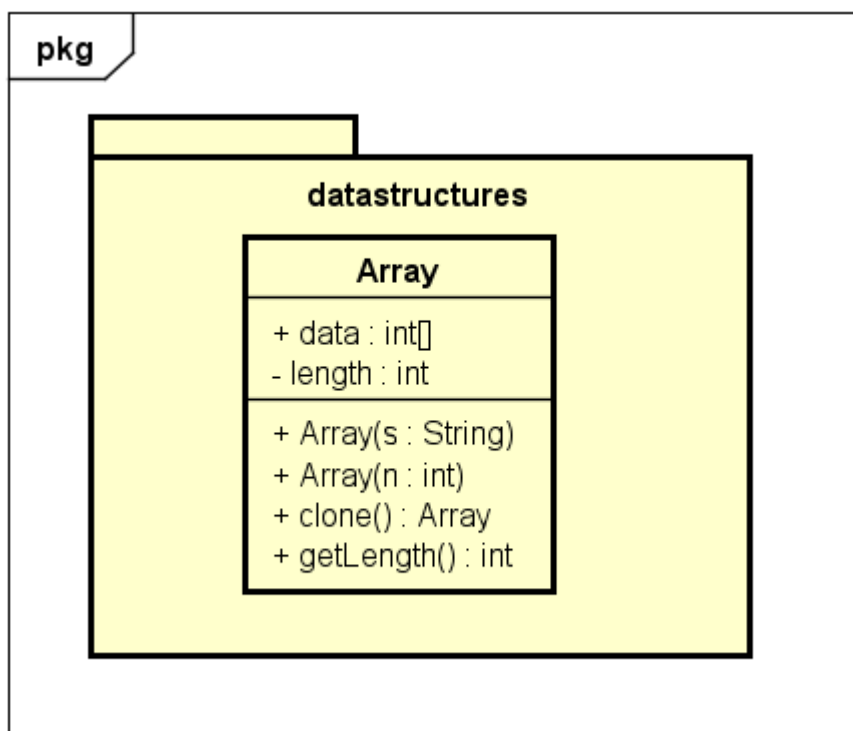 pkg
datastructures
Array
+ data : int[]
- length : int
+ Array(s : String)
+ Array(n : int)
+ clone() : Array
+ getLength() : int